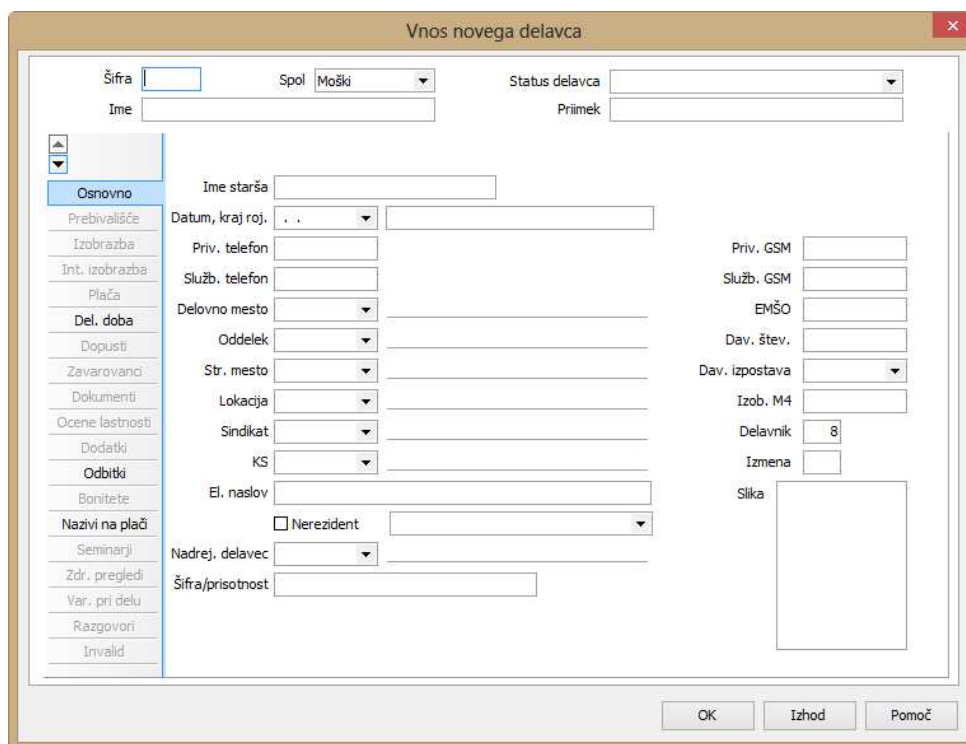 Vnos novega delavca
Šifra Spol Moški Status delavca
Ime Priimek
Osnovno
Prebivališče
Izobrazba
Int. izobrazba
Plača
Del. doba
Dopusti
Zavarovanci
Dokumenti
Ocene lastnosti
Dodatki
Odbitki
Bonitete
Nazivi na plači
Seminarji
Zdr. pregledi
Var. pri delu
Razgovori
Invalid
Ime starša
Datum, kraj roj. . .
Priv. telefon
Služb. telefon
Delovno mesto
Oddelek
Str. mesto
Lokacija
Sindikat
KS
El. naslov
Nerezident
Nadrej. delavec
Šifra/prisotnost
Priv. GSM
Služb. GSM
EMŠO
Dav. štev.
Dav. izpostava
Izob. M4
Delavnik 8
Izmena
Slika
OK Izhod Pomoč